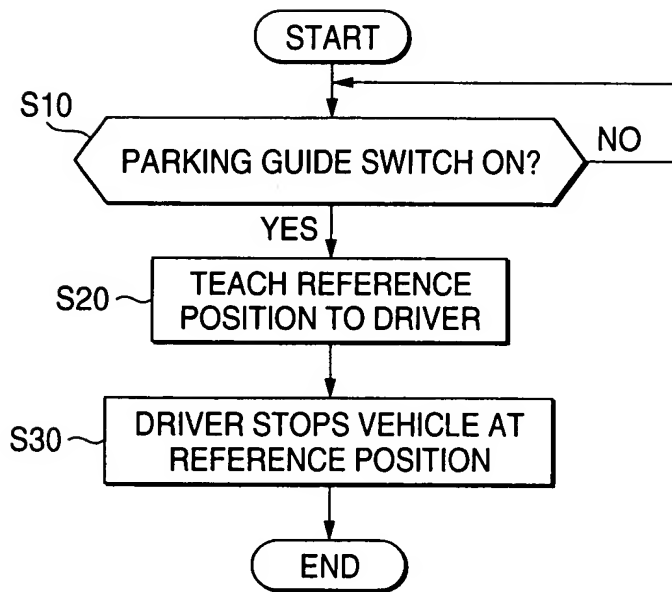 START
S10
PARKING GUIDE SWITCH ON?
NO
YES
S20
TEACH REFERENCE
POSITION TO DRIVER
S30
DRIVER STOPS VEHICLE AT
REFERENCE POSITION
END